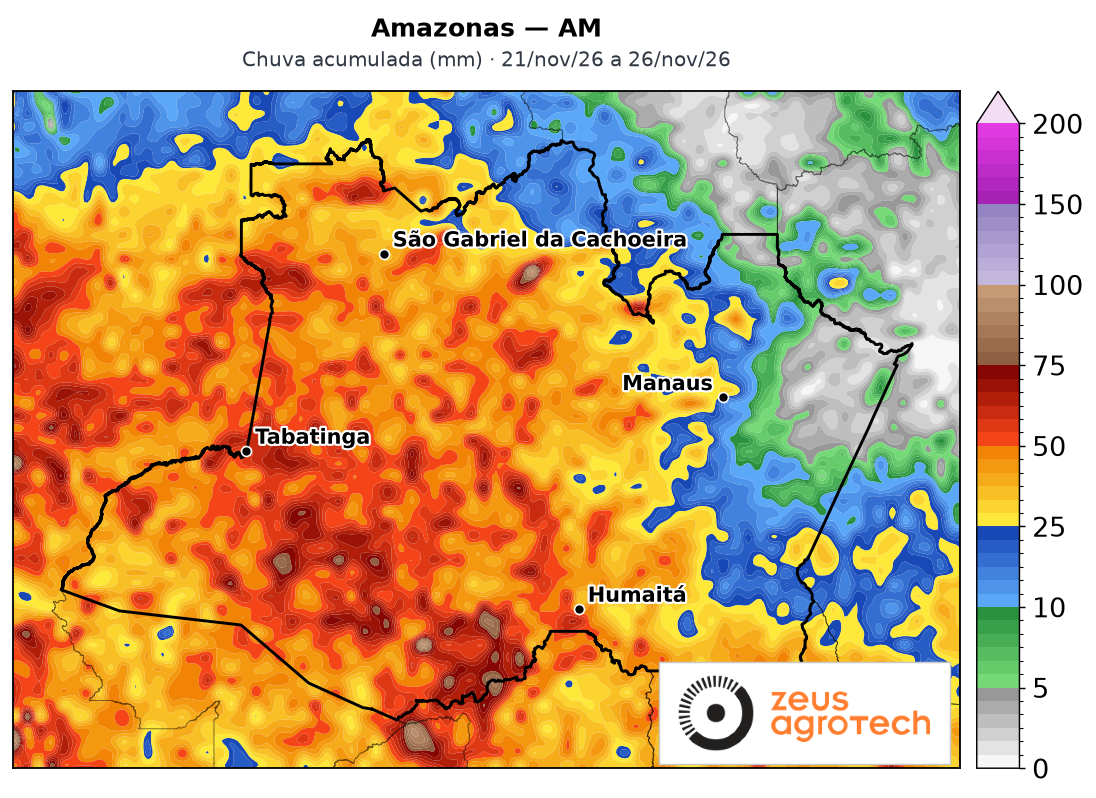 Amazonas — AM
Chuva acumulada (mm) · 21/nov/26 a 26/nov/26
200
150
100
75
50
25
10
5
0
São Gabriel da Cachoeira
Manaus
Tabatinga
Humaitá
zeus
agrotech